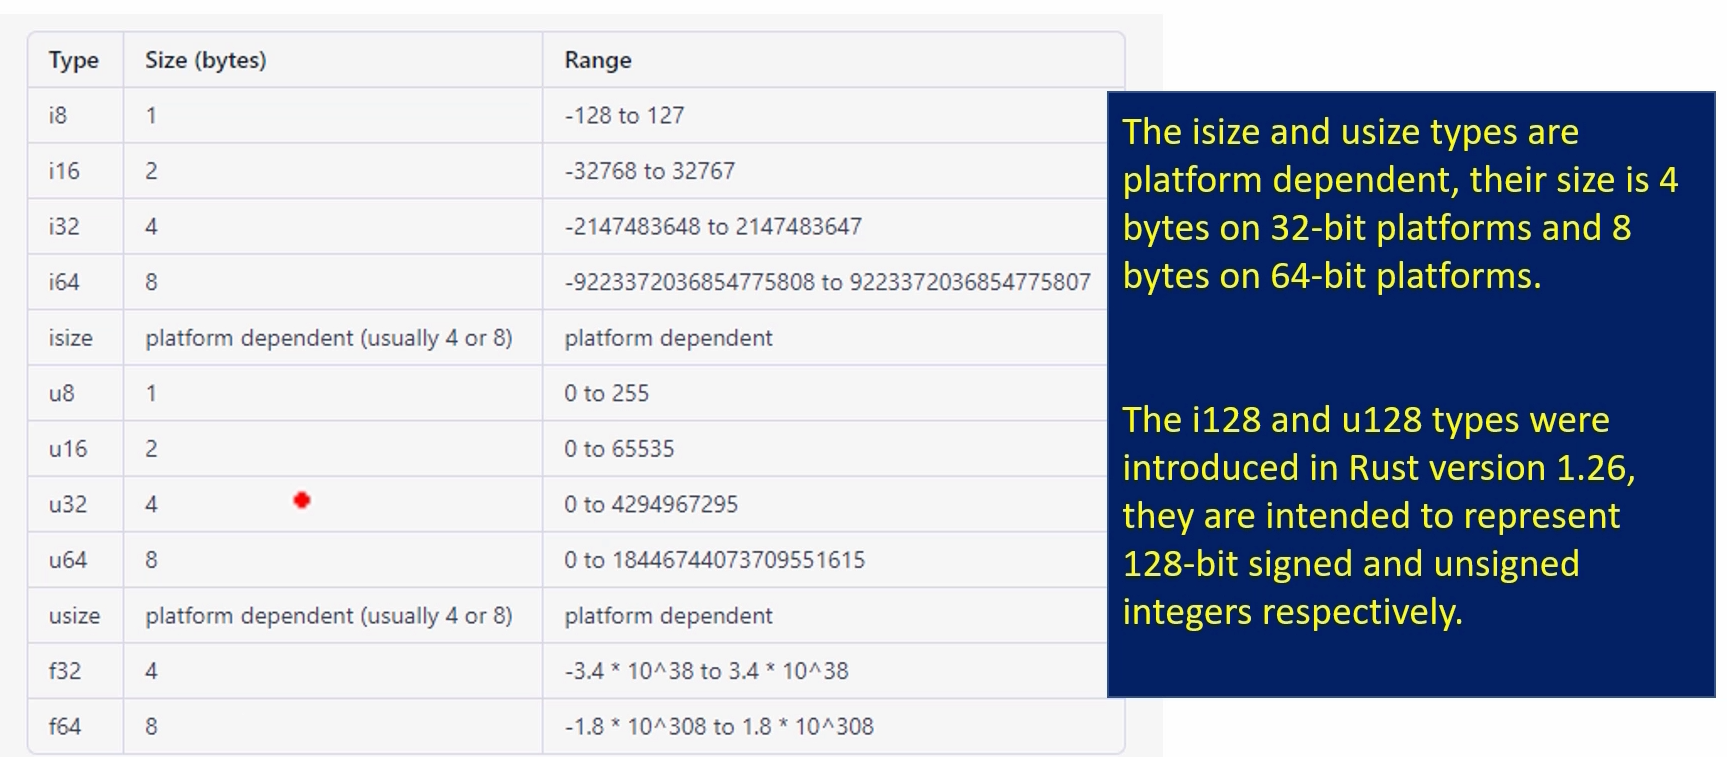 Type Size (bytes) Range
i8 1 -128 to 127
i16 2 -32768 to 32767
i32 4 -2147483648 to 2147483647
i64 8 -9223372036854775808 to 9223372036854775807
isize platform dependent (usually 4 or 8) platform dependent
u8 1 0 to 255
u16 2 0 to 65535
u32 4 0 to 4294967295
u64 8 0 to 18446744073709551615
usize platform dependent (usually 4 or 8) platform dependent
f32 4 -3.4 * 10^38 to 3.4 * 10^38
f64 8 -1.8 * 10^308 to 1.8 * 10^308
The isize and usize types are
platform dependent, their size is 4
bytes on 32-bit platforms and 8
bytes on 64-bit platforms.
The i128 and u128 types were
introduced in Rust version 1.26,
they are intended to represent
128-bit signed and unsigned
integers respectively.